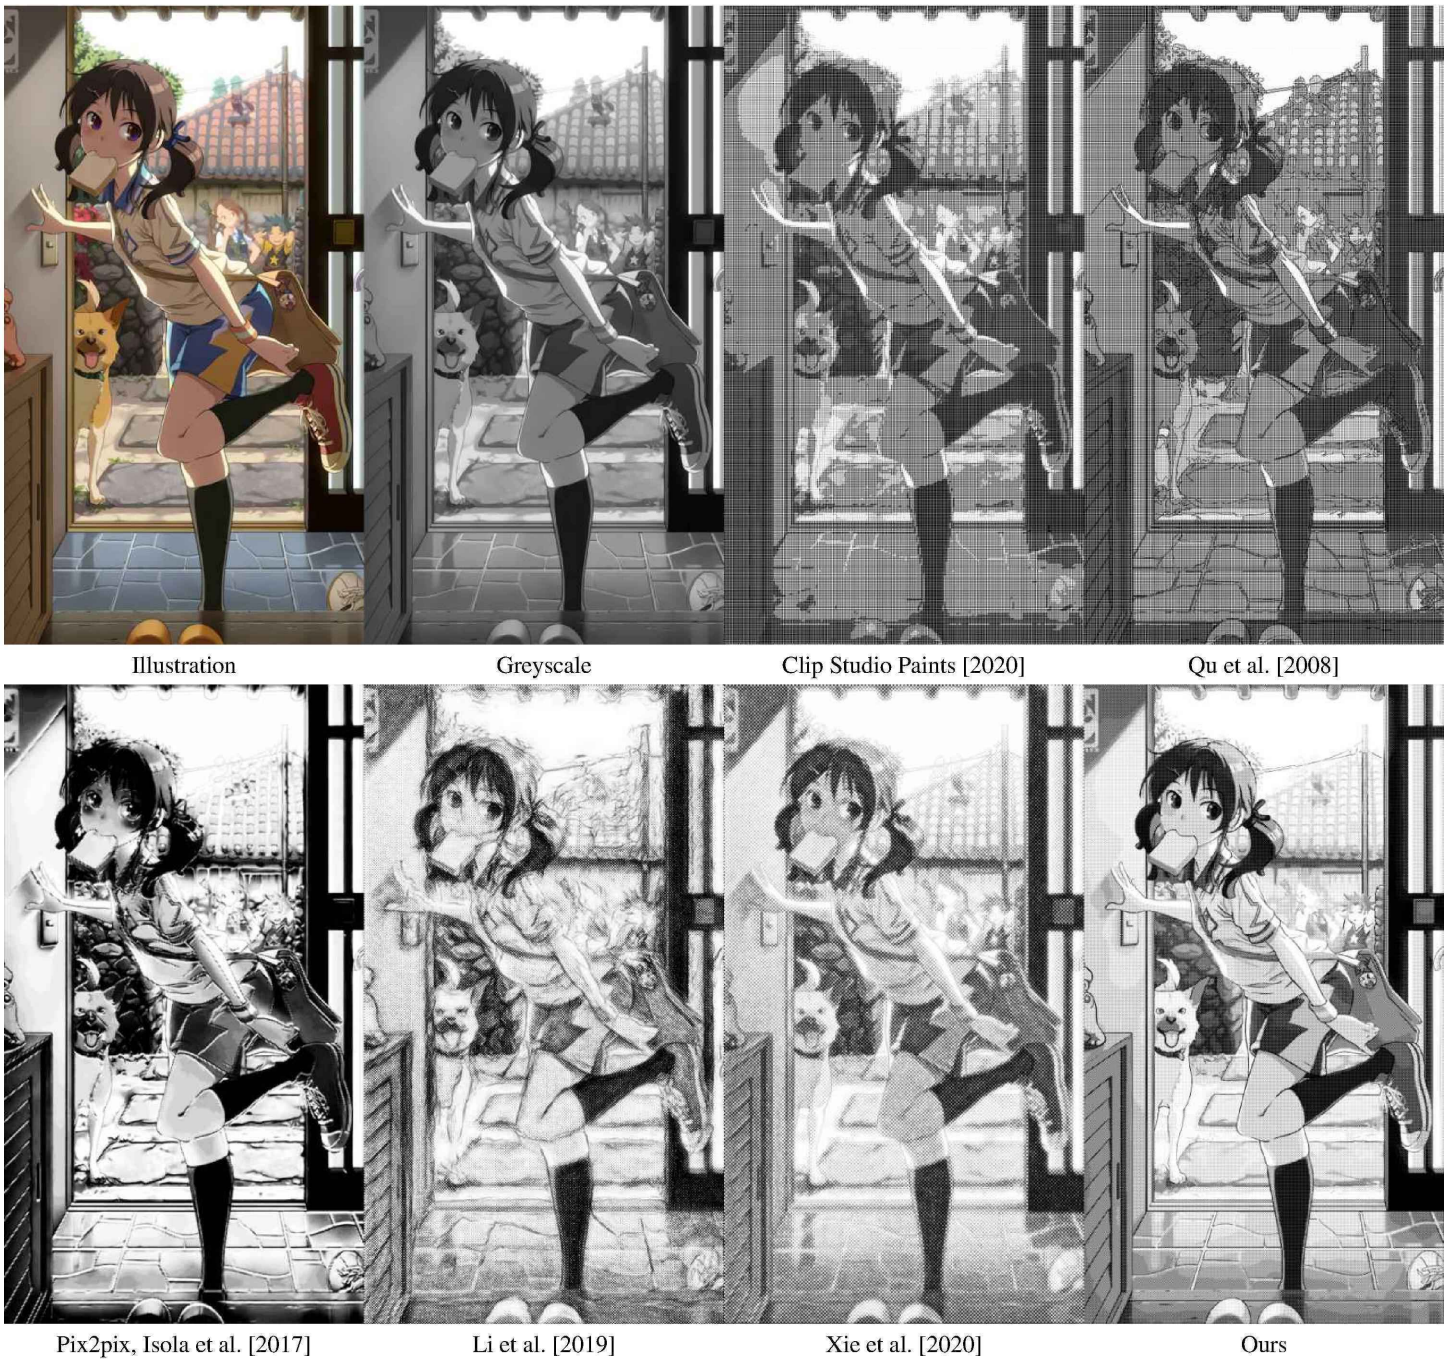 Illustration
Greyscale
Clip Studio Paints [2020]
Qu et al. [2008]
Pix2pix, Isola et al. [2017]
Li et al. [2019]
Xie et al. [2020]
Ours